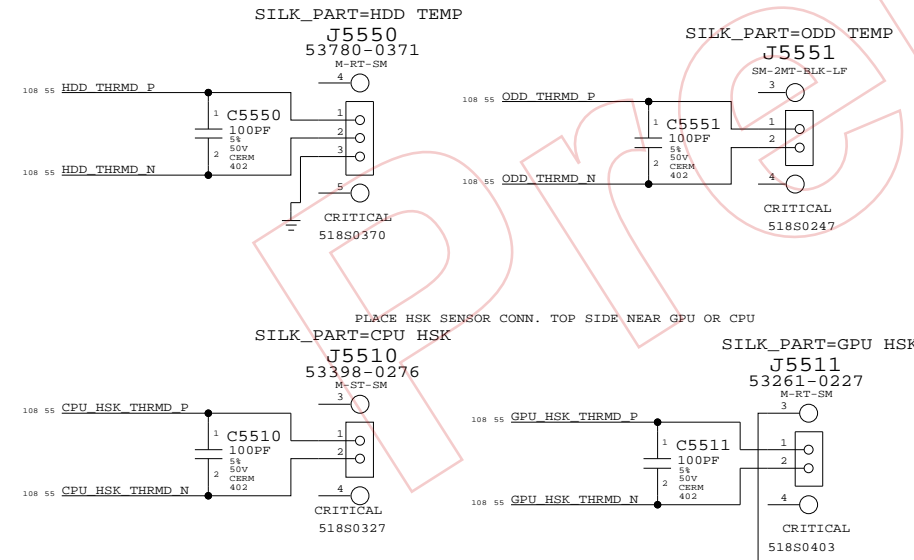 SILK_PART=HDD TEMP
J5550
53780-0371
M-RT-SM
4
108 55 HDD_THRMD_P
1
C5550
100PF
5%
50V
CERM
402
2
1
2
3
108 55 HDD_THRMD_N
5
CRITICAL
518S0370
SILK_PART=ODD TEMP
J5551
SM-2MT-BLK-LF
3
108 55 ODD_THRMD_P
1
C5551
100PF
5%
50V
CERM
402
2
1
2
108 55 ODD_THRMD_N
4
CRITICAL
518S0247
PLACE HSK SENSOR CONN. TOP SIDE NEAR GPU OR CPU
SILK_PART=CPU HSK
J5510
53398-0276
M-ST-SM
3
108 55 CPU_HSK_THRMD_P
1
C5510
100PF
5%
50V
CERM
402
2
1
2
108 55 CPU_HSK_THRMD_N
4
CRITICAL
518S0327
SILK_PART=GPU HSK
J5511
53261-0227
M-RT-SM
3
108 55 GPU_HSK_THRMD_P
1
C5511
100PF
5%
50V
CERM
402
2
1
2
108 55 GPU_HSK_THRMD_N
4
CRITICAL
518S0403
Pre